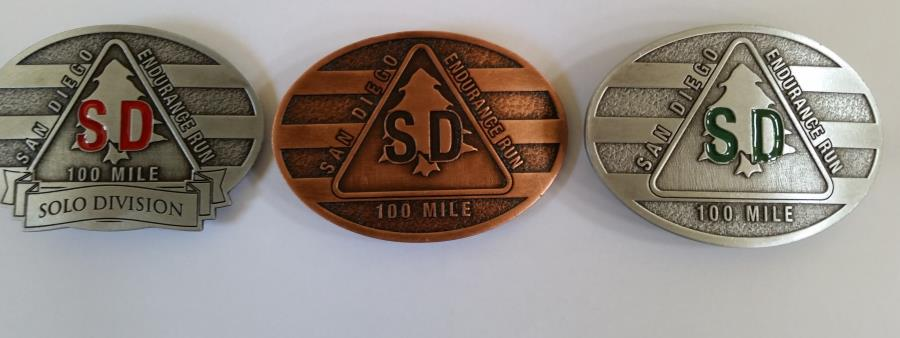 SAN DIEGO
ENDURANCE RUN
SD
100 MILE
SOLO DIVISION
SAN DIEGO
ENDURANCE RUN
SD
100 MILE
SAN DIEGO
ENDURANCE RUN
SD
100 MILE